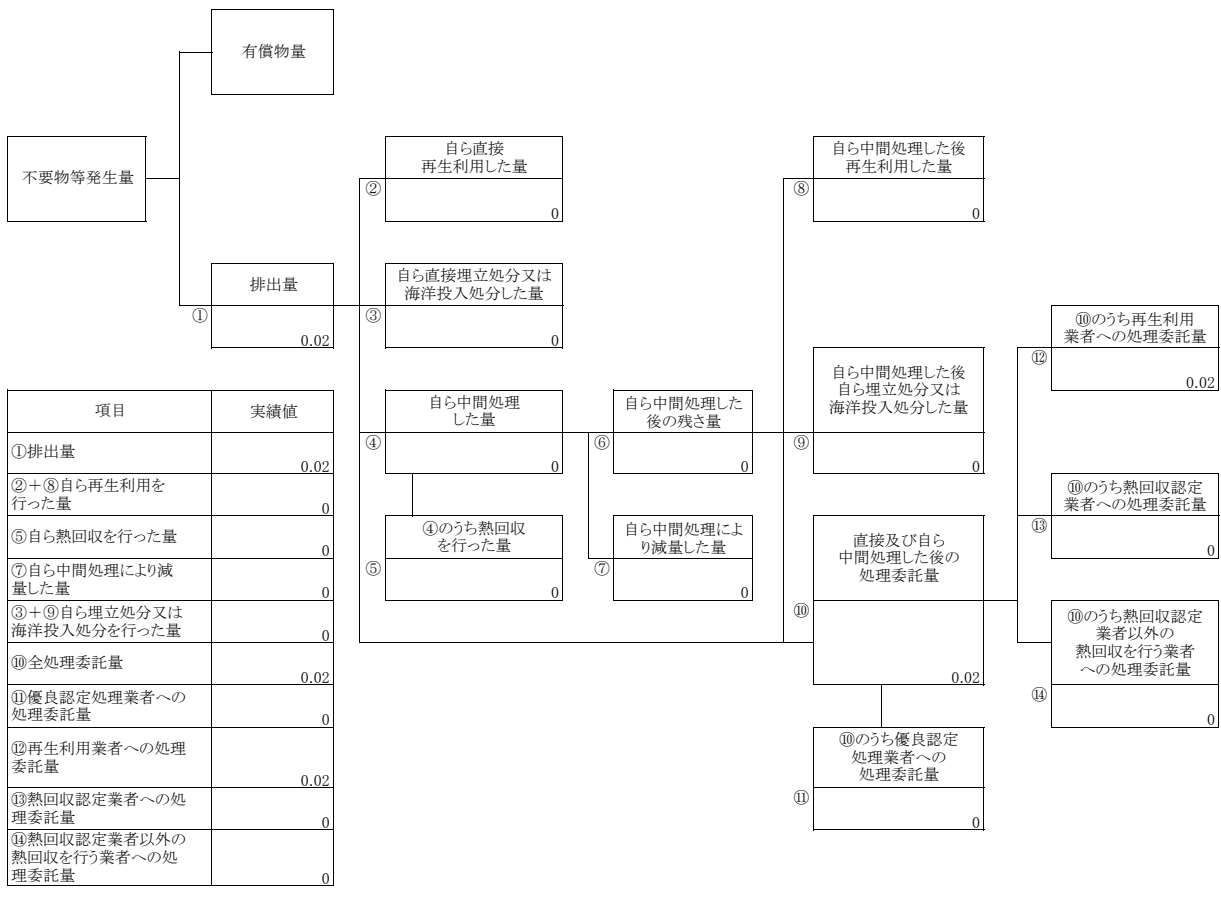 有償物量
不要物等発生量
排出量
①
0.02
自ら直接
再生利用した量
②
0
自ら直接埋立処分又は
海洋投入処分した量
③
0
自ら中間処理
した量
④
0
④のうち熱回収
を行った量
⑤
0
自ら中間処理した
後の残さ量
⑥
0
自ら中間処理によ
り減量した量
⑦
0
自ら中間処理した後
再生利用した量
⑧
0
自ら中間処理した後
自ら埋立処分又は
海洋投入処分した量
⑨
0
直接及び自ら
中間処理した後の
処理委託量
⑩
0.02
⑩のうち優良認定
処理業者への
処理委託量
⑪
0
⑩のうち再生利用
業者への処理委託量
⑫
0.02
⑩のうち熱回収認定
業者への処理委託量
⑬
0
⑩のうち熱回収認定
業者以外の
熱回収を行う業者
への処理委託量
⑭
0
項目 実績値
①排出量
0.02
②＋⑧自ら再生利用を
行った量
0
⑤自ら熱回収を行った量
0
⑦自ら中間処理により減
量した量
0
③＋⑨自ら埋立処分又は
海洋投入処分を行った量
0
⑩全処理委託量
0.02
⑪優良認定処理業者への
処理委託量
0
⑫再生利用業者への処理
委託量
0.02
⑬熱回収認定業者への処
理委託量
0
⑭熱回収認定業者以外の
熱回収を行う業者への処
理委託量
0